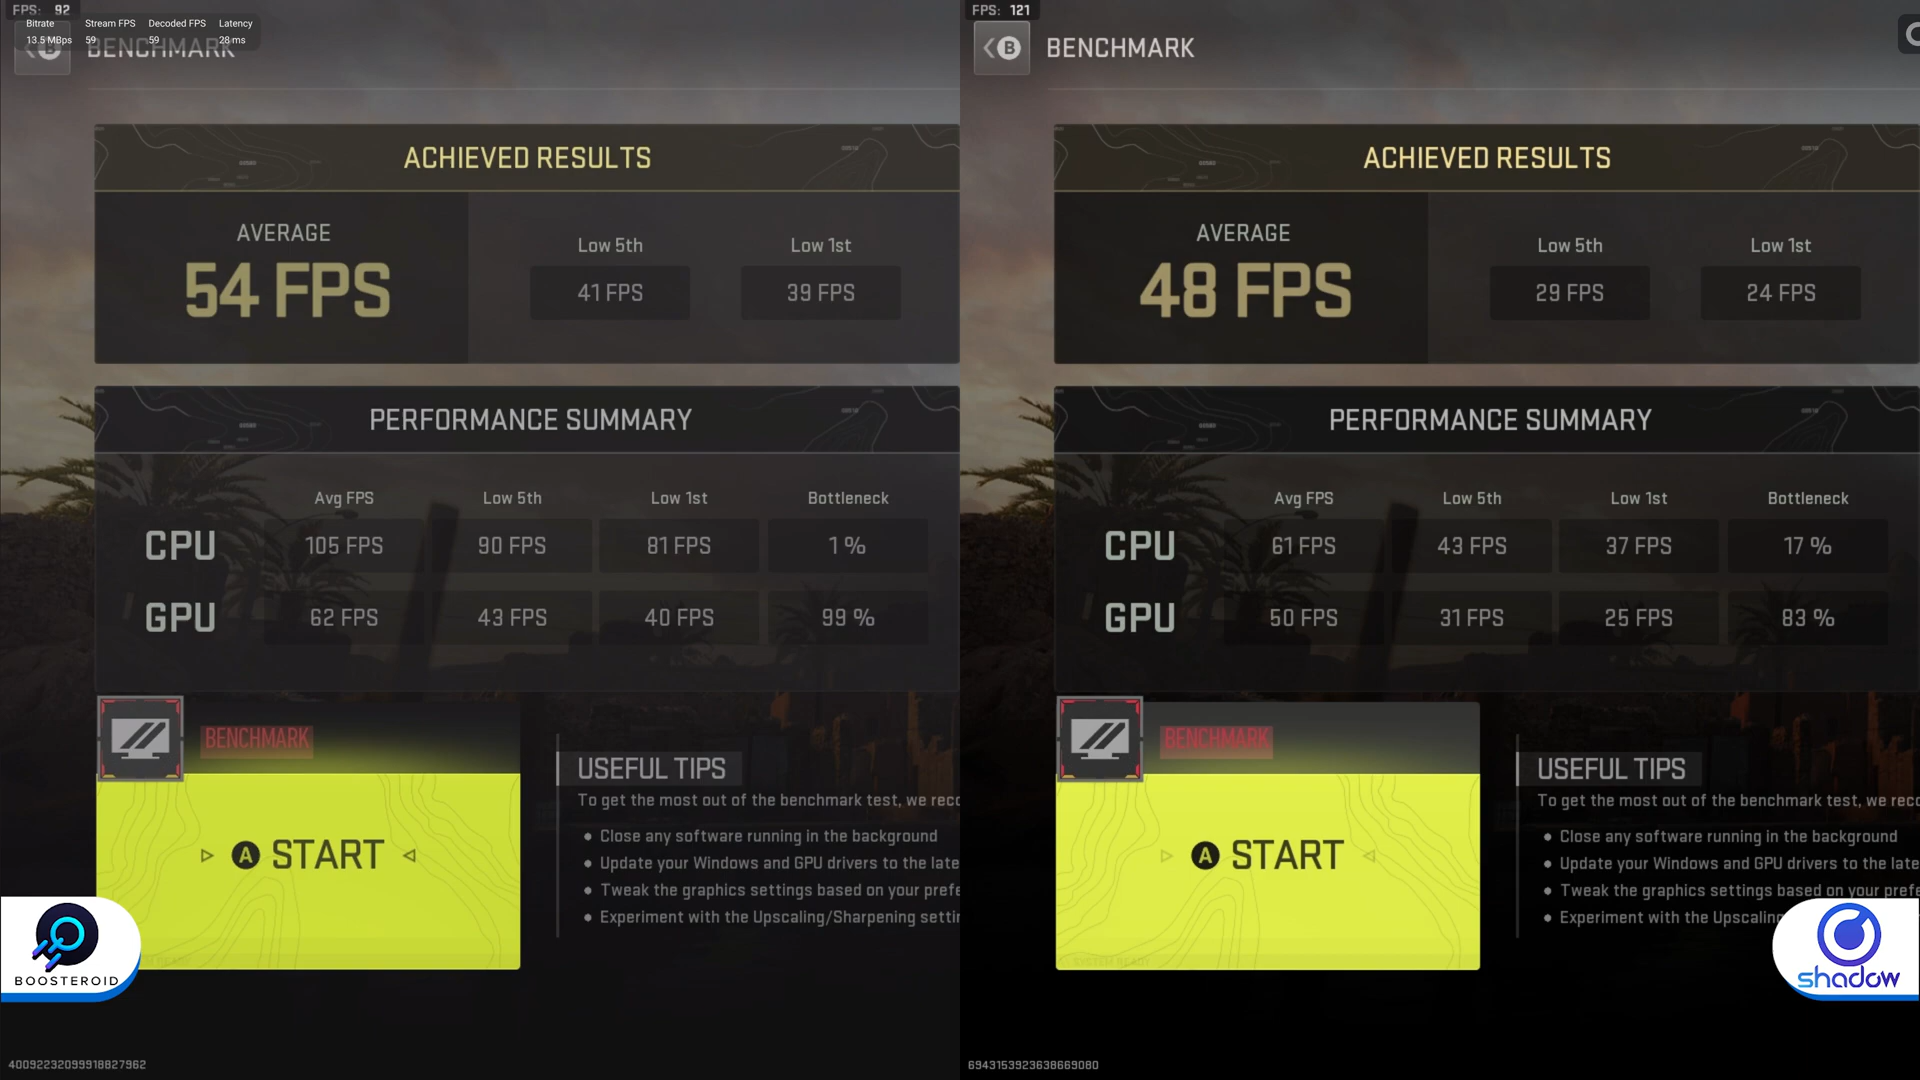 FPS: 92
Bitrate Stream FPS Decoded FPS Latency
13.5 MBps 59 59 28 ms
B BENCHMARK
ACHIEVED RESULTS
AVERAGE
54 FPS
Low 5th Low 1st
41 FPS 39 FPS
PERFORMANCE SUMMARY
Avg FPS Low 5th Low 1st Bottleneck
CPU 105 FPS 90 FPS 81 FPS 1 %
GPU 62 FPS 43 FPS 40 FPS 99 %
BENCHMARK
A START
USEFUL TIPS
To get the most out of the benchmark test, we reco
• Close any software running in the background
• Update your Windows and GPU drivers to the late
• Tweak the graphics settings based on your prefe
• Experiment with the Upscaling/Sharpening settin
BOOSTEROID
40092232099918827962
FPS: 121
B BENCHMARK
ACHIEVED RESULTS
AVERAGE
48 FPS
Low 5th Low 1st
29 FPS 24 FPS
PERFORMANCE SUMMARY
Avg FPS Low 5th Low 1st Bottleneck
CPU 61 FPS 43 FPS 37 FPS 17 %
GPU 50 FPS 31 FPS 25 FPS 83 %
BENCHMARK
A START
SYSTEM READY
USEFUL TIPS
To get the most out of the benchmark test, we reco
• Close any software running in the background
• Update your Windows and GPU drivers to the late
• Tweak the graphics settings based on your prefe
• Experiment with the Upscaling
shadow
6943153923638669080